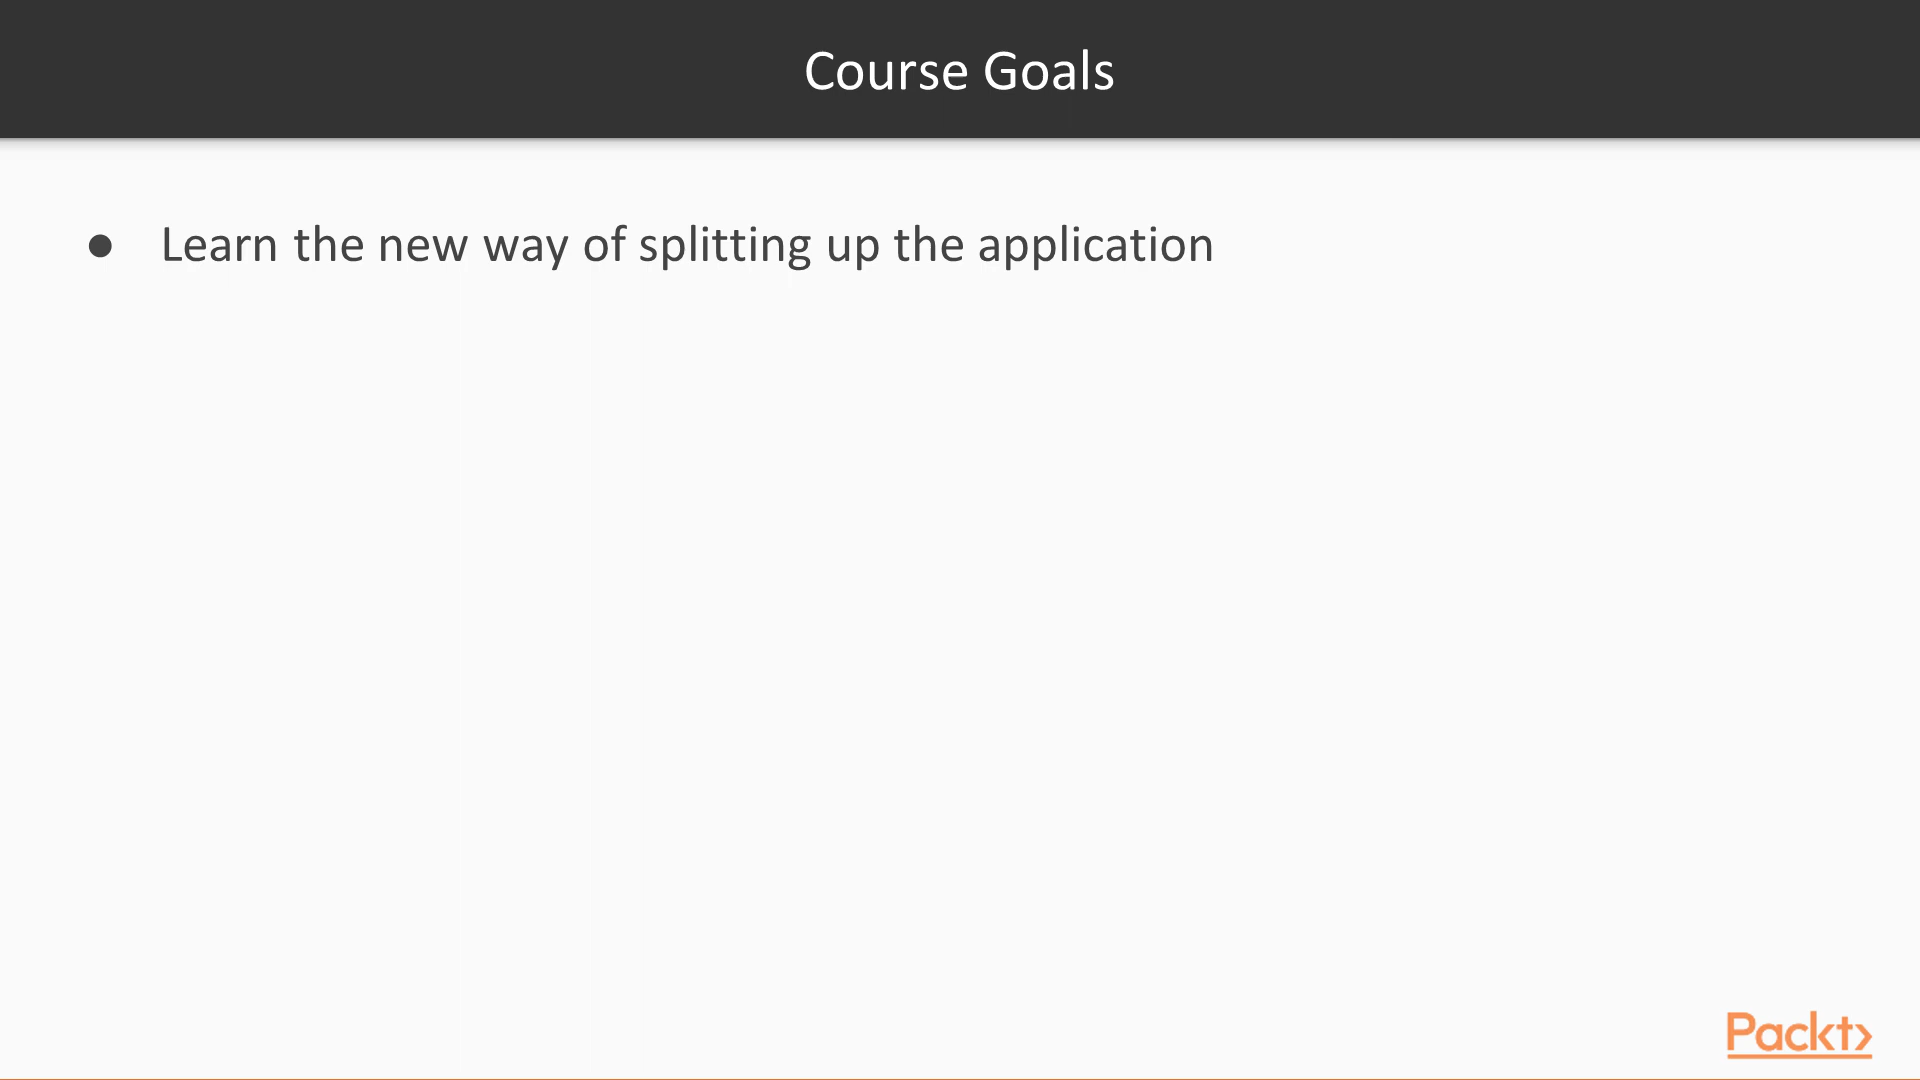 Course Goals
● Learn the new way of splitting up the application
Packt>